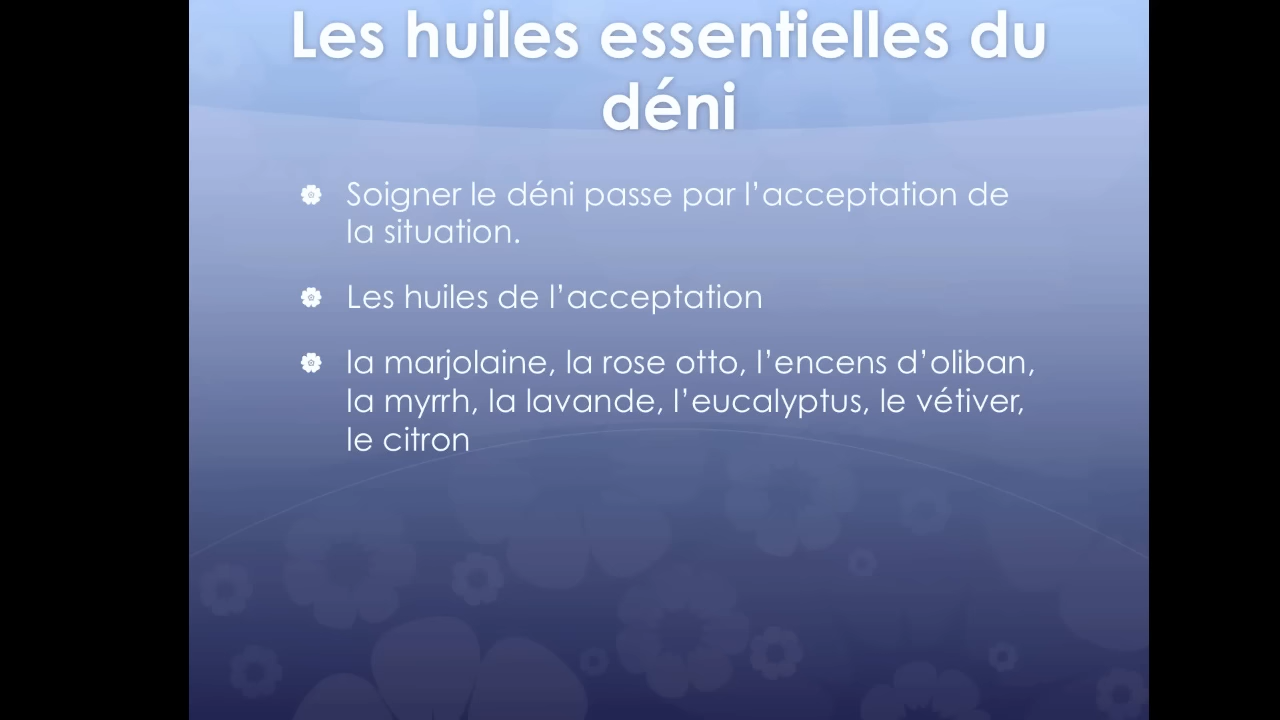 Les huiles essentielles du
déni
Soigner le déni passe par l’acceptation de
la situation.
Les huiles de l’acceptation
la marjolaine, la rose otto, l’encens d’oliban,
la myrrh, la lavande, l’eucalyptus, le vétiver,
le citron